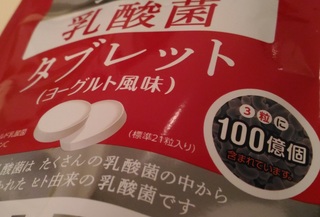 乳酸菌
タブレット
(ヨーグルト風味)
3粒に
100億個
含まれています
(標準21粒入り)
乳酸菌は たくさんの乳酸菌の中から
られた ヒト由来の 乳酸菌です